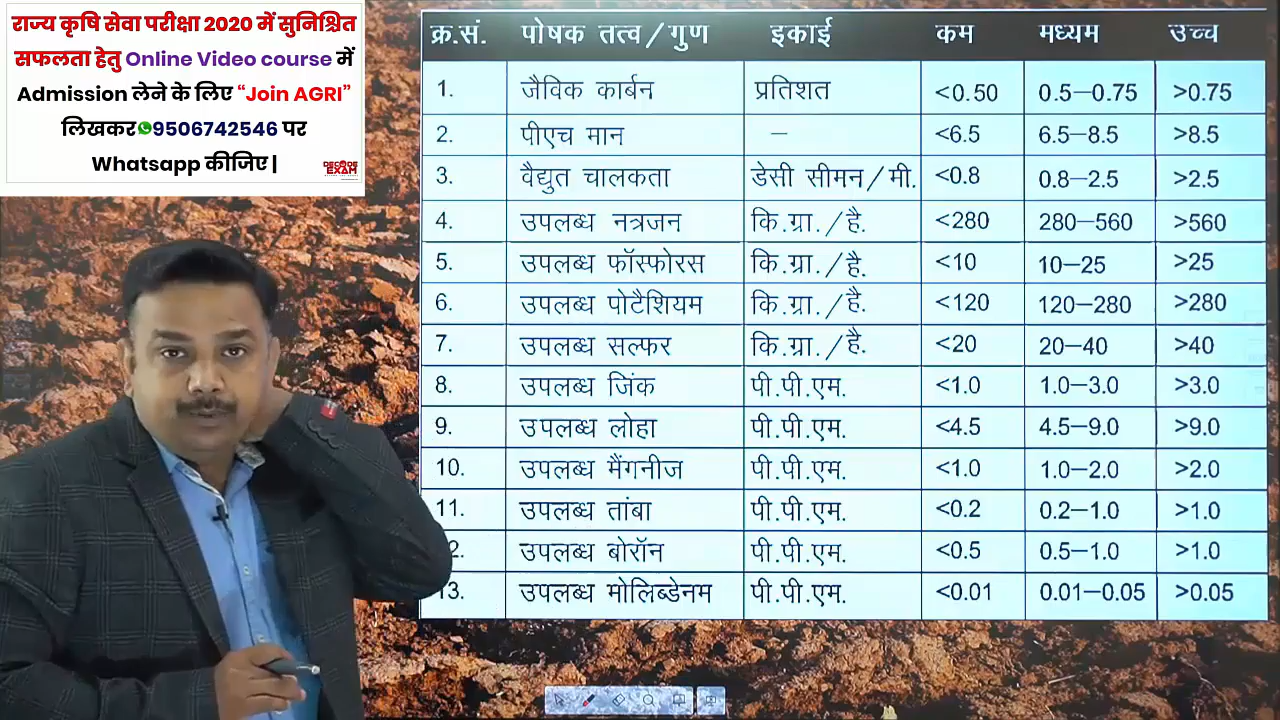 राज्य कृषि सेवा परीक्षा 2020 में सुनिश्चित
सफलता हेतु Online Video course में
Admission लेने के लिए “Join AGRI”
लिखकर 9506742546 पर
Whatsapp कीजिए |
DECODE
EXAM
क्र.सं. पोषक तत्व/गुण इकाई कम मध्यम उच्च
1. जैविक कार्बन प्रतिशत <0.50 0.5–0.75 >0.75
2. पीएच मान – <6.5 6.5–8.5 >8.5
3. वैद्युत चालकता डेसी सीमन/मी. <0.8 0.8–2.5 >2.5
4. उपलब्ध नत्रजन कि.ग्रा./है. <280 280–560 >560
5. उपलब्ध फॉस्फोरस कि.ग्रा./है. <10 10–25 >25
6. उपलब्ध पोटैशियम कि.ग्रा./है. <120 120–280 >280
7. उपलब्ध सल्फर कि.ग्रा./है. <20 20–40 >40
8. उपलब्ध जिंक पी.पी.एम. <1.0 1.0–3.0 >3.0
9. उपलब्ध लोहा पी.पी.एम. <4.5 4.5–9.0 >9.0
10. उपलब्ध मैंगनीज पी.पी.एम. <1.0 1.0–2.0 >2.0
11. उपलब्ध तांबा पी.पी.एम. <0.2 0.2–1.0 >1.0
2. उपलब्ध बोरॉन पी.पी.एम. <0.5 0.5–1.0 >1.0
13. उपलब्ध मोलिब्डेनम पी.पी.एम. <0.01 0.01–0.05 >0.05